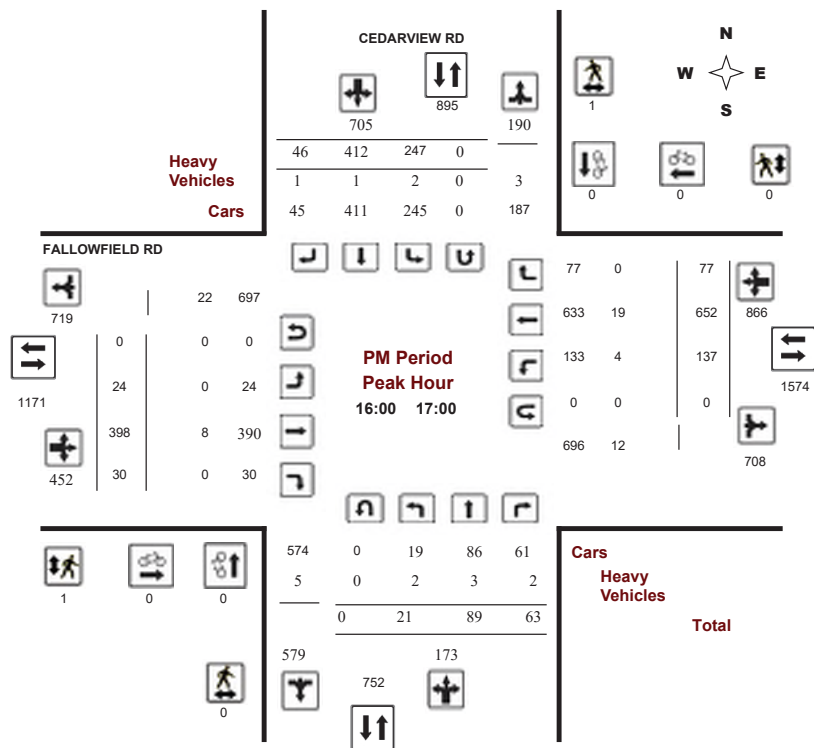 CEDARVIEW RD
N
W E
S
895
1
705 190
46 412 247 0
Heavy
Vehicles
1 1 2 0 3
Cars 45 411 245 0 187
0 0 0
FALLOWFIELD RD
719
22 697
77 0 77
633 19 652 866
0 0 0
PM Period
Peak Hour
16:00 17:00
133 4 137
1171
24 0 24
1574
0 0 0
398 8 390
696 12
708
452
30 0 30
574 0 19 86 61 Cars
5 0 2 3 2 Heavy
Vehicles
1 0 0
0 21 89 63 Total
579 173
752
0